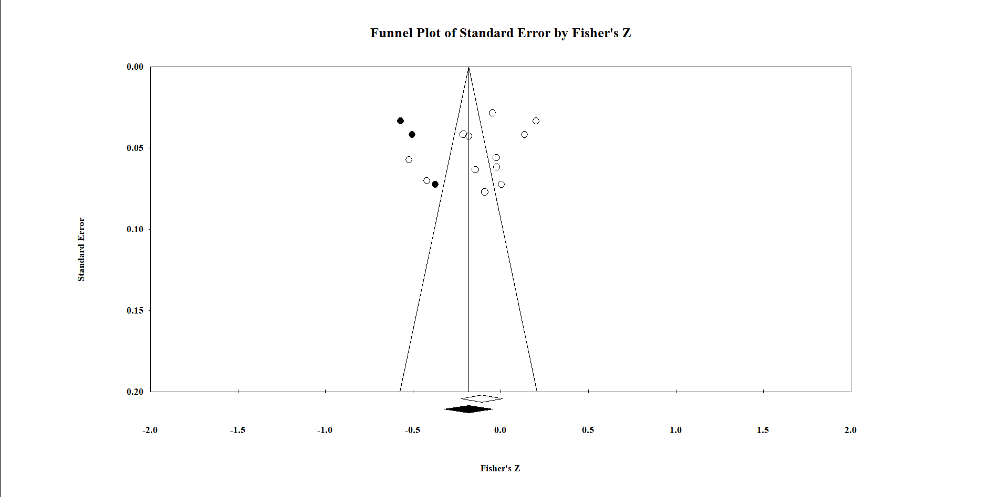 Funnel Plot of Standard Error by Fisher's Z
0.00
0.05
0.10
0.15
0.20
Standard Error
-2.0 -1.5 -1.0 -0.5 0.0 0.5 1.0 1.5 2.0
Fisher's Z